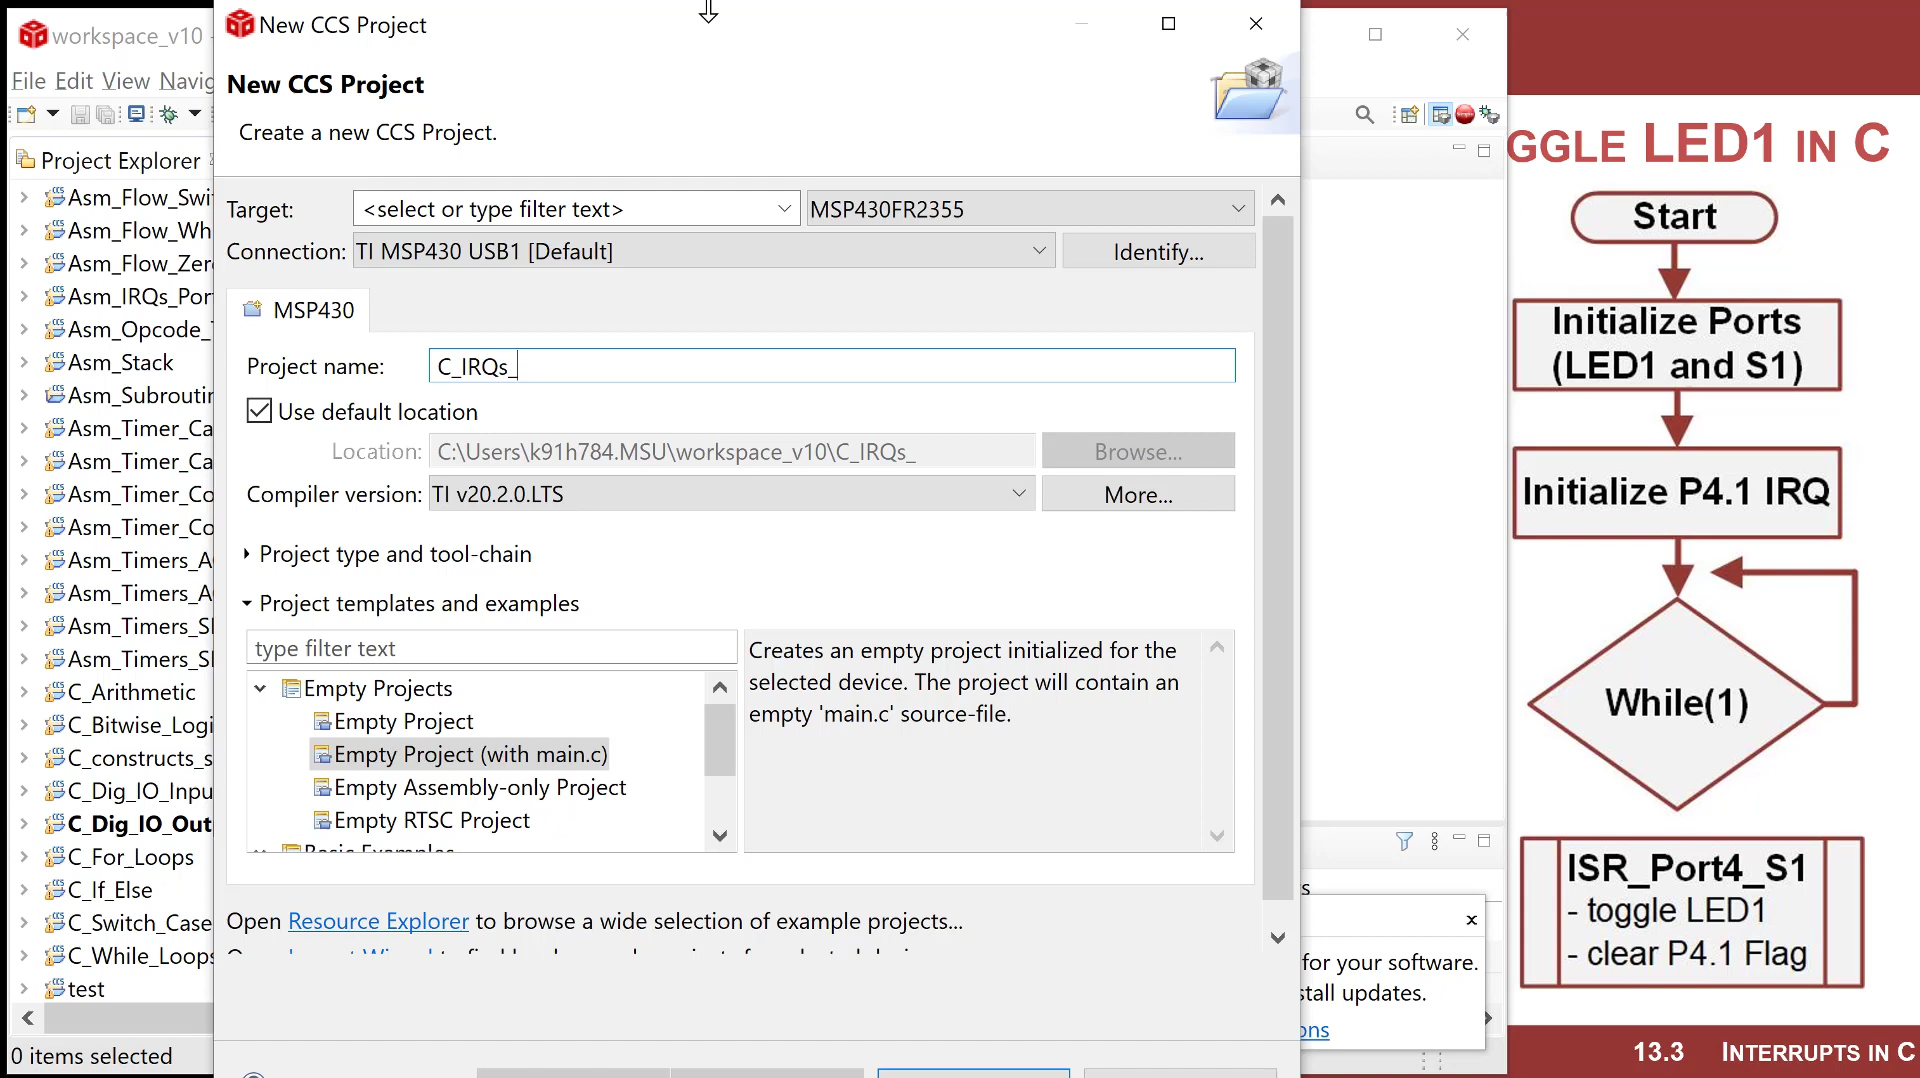 workspace_v10 -
File Edit View Navig
Project Explorer
Asm_Flow_Swi
Asm_Flow_Wh
Asm_Flow_Zero
Asm_IRQs_Por
Asm_Opcode_
Asm_Stack
Asm_Subroutin
Asm_Timer_Ca
Asm_Timer_Ca
Asm_Timer_Co
Asm_Timer_Co
Asm_Timers_A
Asm_Timers_A
Asm_Timers_S
Asm_Timers_S
C_Arithmetic
C_Bitwise_Logi
C_constructs_s
C_Dig_IO_Inpu
C_Dig_IO_Out
C_For_Loops
C_If_Else
C_Switch_Case
C_While_Loops
test
0 items selected
New CCS Project
New CCS Project
Create a new CCS Project.
Target: <select or type filter text> MSP430FR2355
Connection: TI MSP430 USB1 [Default] Identify...
MSP430
Project name: C_IRQs_
Use default location
Location: C:\Users\k91h784.MSU\workspace_v10\C_IRQs_ Browse...
Compiler version: TI v20.2.0.LTS More...
Project type and tool-chain
Project templates and examples
type filter text
Empty Projects
Empty Project
Empty Project (with main.c)
Empty Assembly-only Project
Empty RTSC Project
Basic Examples
Creates an empty project initialized for the
selected device. The project will contain an
empty 'main.c' source-file.
Open Resource Explorer to browse a wide selection of example projects...
s
for your software.
stall updates.
ons
GGLE LED1 IN C
Start
Initialize Ports
(LED1 and S1)
Initialize P4.1 IRQ
While(1)
ISR_Port4_S1
- toggle LED1
- clear P4.1 Flag
13.3 INTERRUPTS IN C